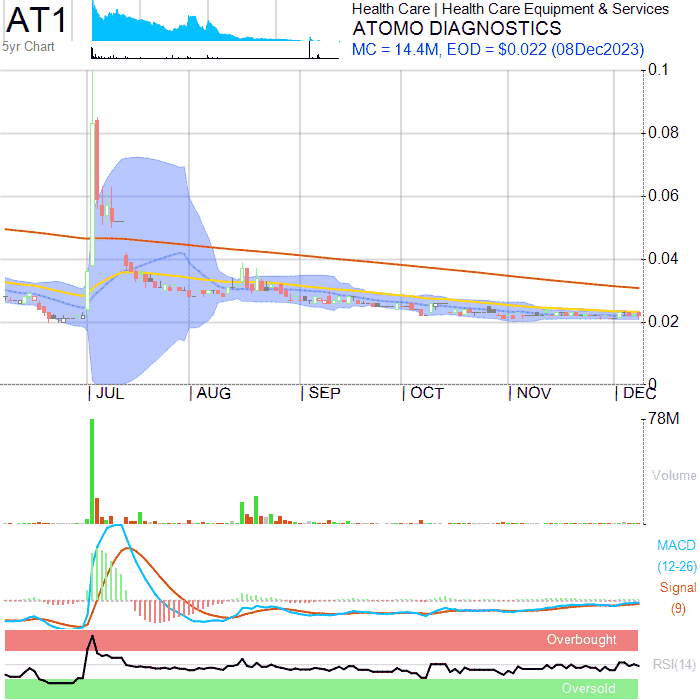 AT1
5yr Chart
Health Care | Health Care Equipment & Services
ATOMO DIAGNOSTICS
MC = 14.4M, EOD = $0.022 (08Dec2023)
0.1
0.08
0.06
0.04
0.02
0
JUL AUG SEP OCT NOV DEC
78M
Volume
MACD
(12-26)
Signal
(9)
Overbought
RSI(14)
Oversold